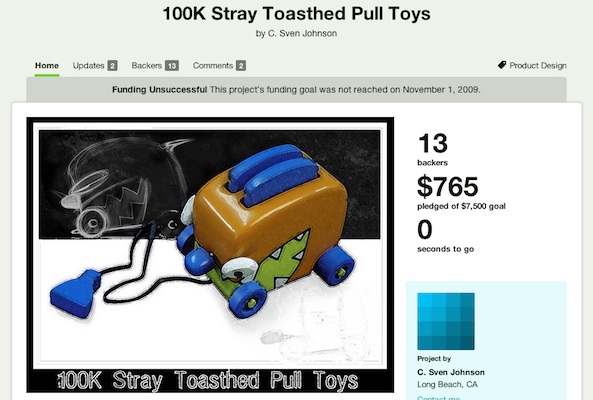 100K Stray Toasthed Pull Toys
by C. Sven Johnson
Home Updates 2 Backers 13 Comments 2 Product Design
Funding Unsuccessful This project's funding goal was not reached on November 1, 2009.
13
backers
$765
pledged of $7,500 goal
0
seconds to go
100K Stray Toasthed Pull Toys
Project by
C. Sven Johnson
Long Beach, CA
Contact me